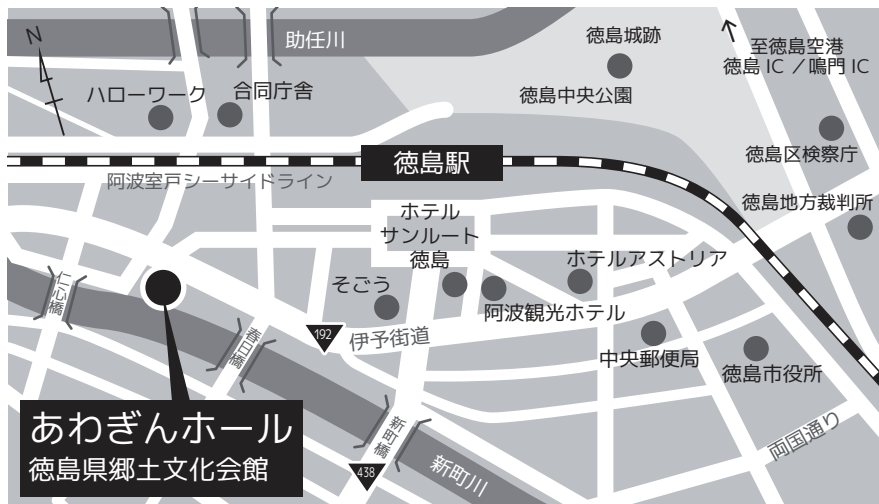 N
助任川
徳島城跡
至徳島空港
徳島 IC ／鳴門 IC
ハローワーク
合同庁舎
徳島中央公園
徳島区検察庁
徳島駅
阿波室戸シーサイドライン
徳島地方裁判所
ホテル
サンルート
徳島
ホテルアストリア
そごう
仁心橋
阿波観光ホテル
春日橋
192
伊予街道
中央郵便局
徳島市役所
あわぎんホール
徳島県郷土文化会館
新町橋
438
新町川
両国通り